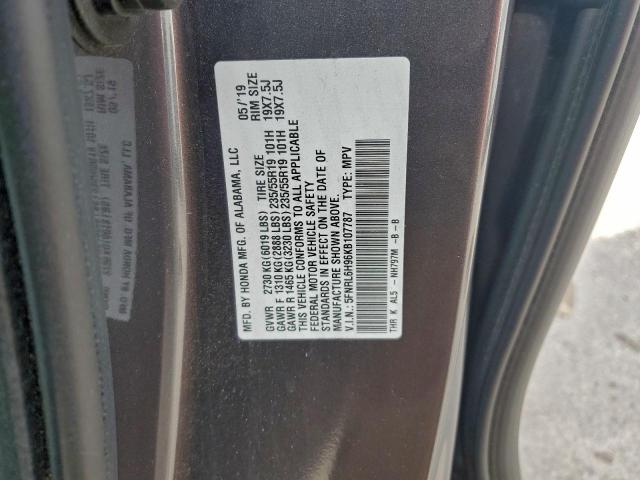 MFD. BY HONDA MFG. OF ALABAMA, LLC 05/'19
GVWR 2730 KG(6019 LBS) TIRE SIZE RIM SIZE
GAWR F 1310 KG(2888 LBS) 235/55R19 101H 19X7.5J
GAWR R 1465 KG(3230 LBS) 235/55R19 101H 19X7.5J
THIS VEHICLE CONFORMS TO ALL APPLICABLE
FEDERAL MOTOR VEHICLE SAFETY
STANDARDS IN EFFECT ON THE DATE OF
MANUFACTURE SHOWN ABOVE.
V.I.N.: 5FNRL6H96KB107787 TYPE: MPV
THR K AL5 - NH797M -B -B